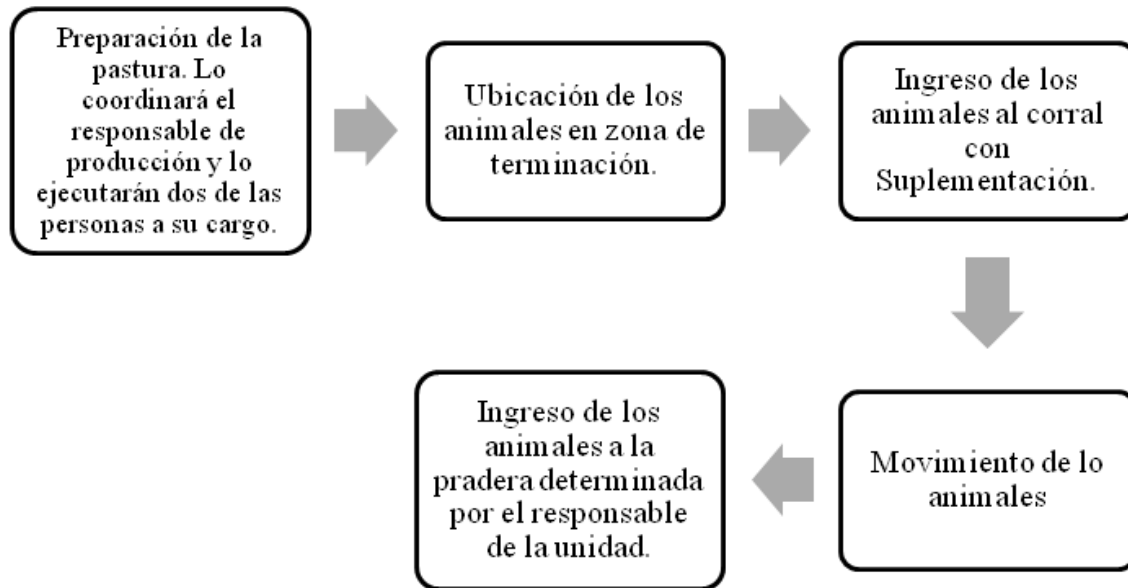 Preparación de la
pastura. Lo
coordinará el
responsable de
producción y lo
ejecutarán dos de las
personas a su cargo.
Ubicación de los
animales en zona de
terminación.
Ingreso de los
animales al corral
con
Suplementación.
Movimiento de lo
animales
Ingreso de los
animales a la
pradera determinada
por el responsable
de la unidad.